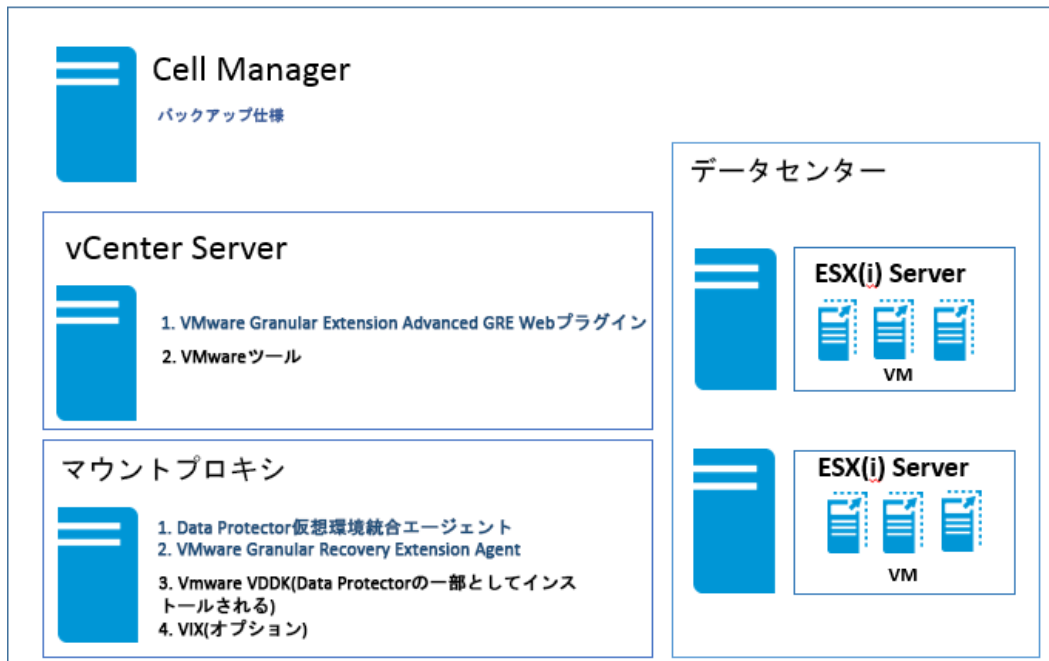 Cell Manager
バックアップ仕様
vCenter Server
1. VMware Granular Extension Advanced GRE Webプラグイン
2. VMwareツール
マウントプロキシ
1. Data Protector仮想環境統合エージェント
2. VMware Granular Recovery Extension Agent
3. Vmware VDDK(Data Protectorの一部としてインス
トールされる)
4. VIX(オプション)
データセンター
ESX(i) Server
VM
ESX(i) Server
VM